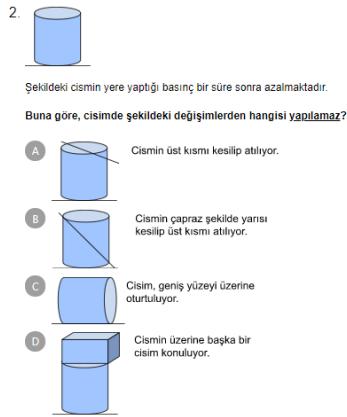 2.
Şekildeki cismin yere yaptığı basınç bir süre sonra azalmaktadır.
Buna göre, cisimde şekildeki değişimlerden hangisi yapılamaz?
A
Cismin üst kısmı kesilip atılıyor.
B
Cismin çapraz şekilde yarısı
kesilip üst kısmı atılıyor.
C
Cisim, geniş yüzeyi üzerine
oturtuluyor.
D
Cismin üzerine başka bir
cisim konuluyor.